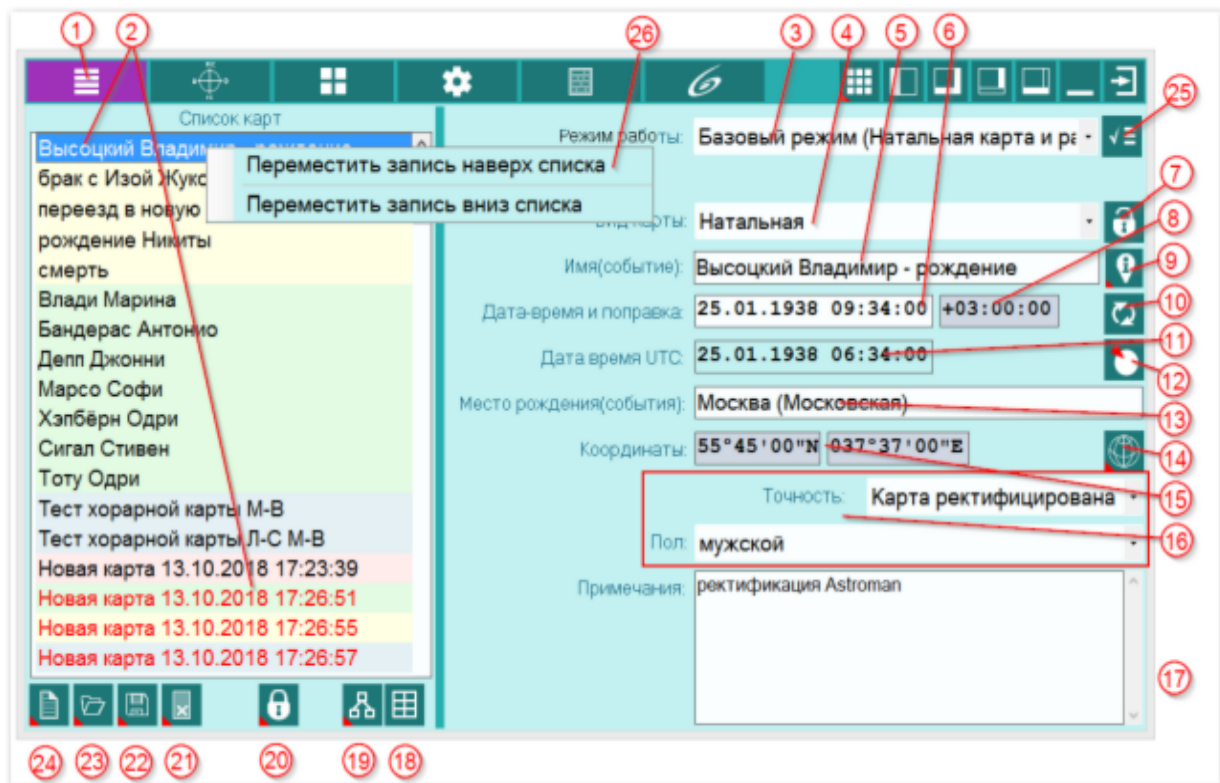 1 2 26 3 4 5 6
Список карт
Высоцкий Владимир - рождение
брак с Изой Жуко
переезд в новую
рождение Никиты
смерть
Влади Марина
Бандерас Антонио
Депп Джонни
Марсо Софи
Хэпбёрн Одри
Сигал Стивен
Тоту Одри
Тест хорарной карты М-В
Тест хорарной карты Л-С М-В
Новая карта 13.10.2018 17:23:39
Новая карта 13.10.2018 17:26:51
Новая карта 13.10.2018 17:26:55
Новая карта 13.10.2018 17:26:57
Переместить запись наверх списка
Переместить запись вниз списка
Режим работы: Базовый режим (Натальная карта и ра
25
Вид карты: Натальная
7
8
Имя(событие): Высоцкий Владимир - рождение
9
Дата-время и поправка: 25.01.1938 09:34:00 +03:00:00
10
Дата время UTC: 25.01.1938 06:34:00
11
12
Место рождения(события): Москва (Московская)
13
Координаты: 55°45'00"N 037°37'00"E
14
Точность: Карта ректифицирована
15
Пол: мужской
16
Примечания: ректификация Astroman
17
24 23 22 21 20 19 18